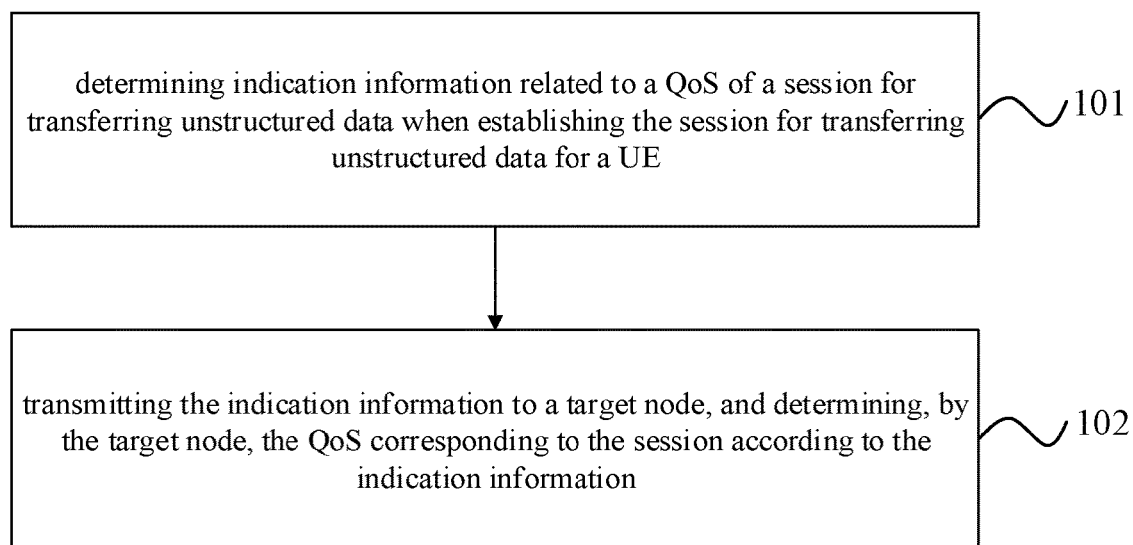 determining indication information related to a QoS of a session for
transferring unstructured data when establishing the session for transferring
unstructured data for a UE
101
transmitting the indication information to a target node, and determining, by
the target node, the QoS corresponding to the session according to the
indication information
102